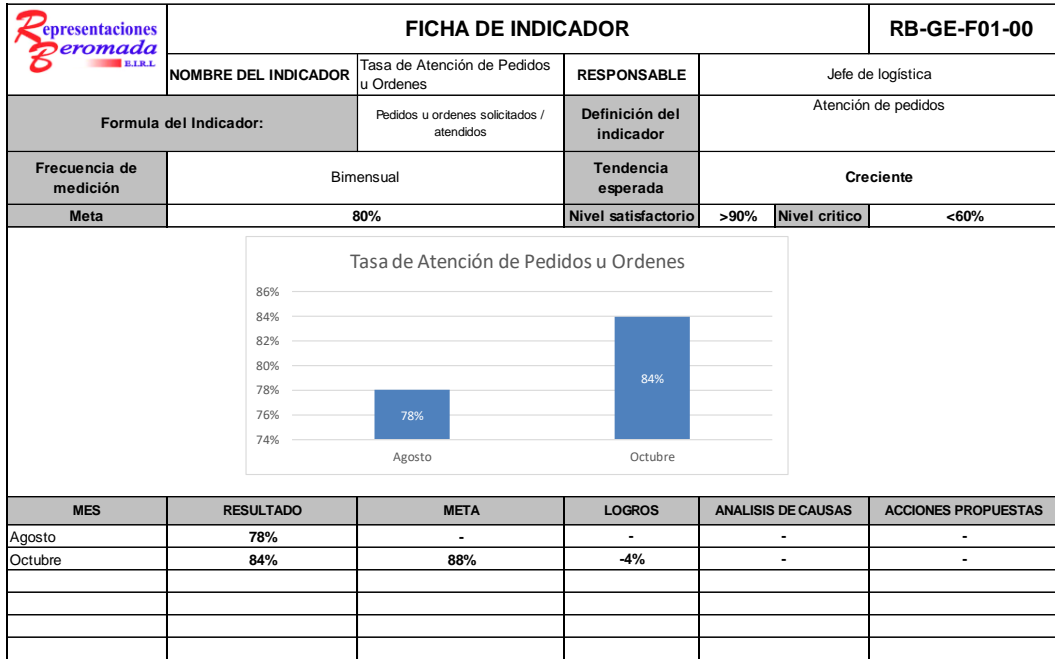 Representaciones
Beromada
B.I.R.L
FICHA DE INDICADOR
RB-GE-F01-00
NOMBRE DEL INDICADOR
Tasa de Atención de Pedidos
u Ordenes
RESPONSABLE
Jefe de logística
Formula del Indicador:
Pedidos u ordenes solicitados /
atendidos
Definición del
indicador
Atención de pedidos
Frecuencia de
medición
Bimensual
Tendencia
esperada
Creciente
Meta
80%
Nivel satisfactorio
>90%
Nivel critico
<60%
Tasa de Atención de Pedidos u Ordenes
86%
84%
82%
80%
78%
76%
74%
78%
84%
Agosto
Octubre
MES
RESULTADO
META
LOGROS
ANALISIS DE CAUSAS
ACCIONES PROPUESTAS
Agosto
78%
-
-
-
-
Octubre
84%
88%
-4%
-
-